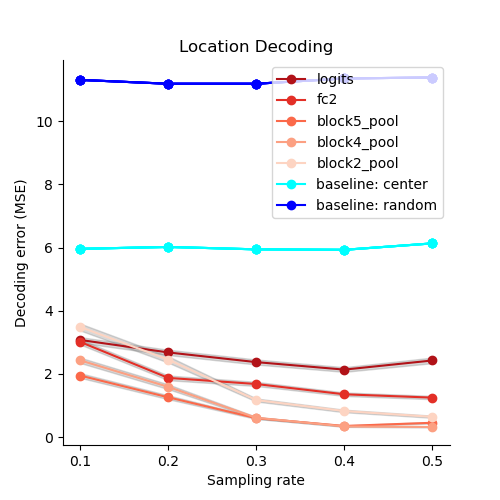 Location Decoding
logits
fc2
block5_pool
block4_pool
block2_pool
baseline: center
baseline: random
Decoding error (MSE)
10
8
6
4
2
0
0.1 0.2 0.3 0.4 0.5
Sampling rate